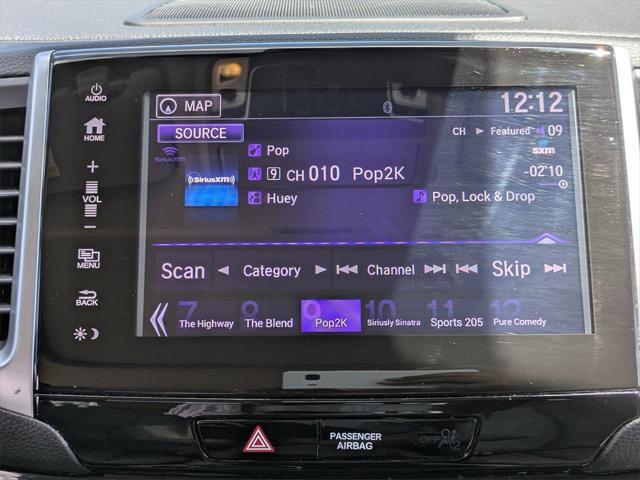 AUDIO
HOME
+
VOL
−
MENU
BACK
MAP
12:12
SOURCE
CH ▶ Featured 09
SiriusXM
Pop
sxm
((SiriusXM))
9 CH 010 Pop2K
-02'10
Huey
Pop, Lock & Drop
Scan ◀ Category ▶ Channel Skip
7 8 9 10 11 12
The Highway The Blend Pop2K Siriusly Sinatra Sports 205 Pure Comedy
PASSENGER
AIRBAG
OFF